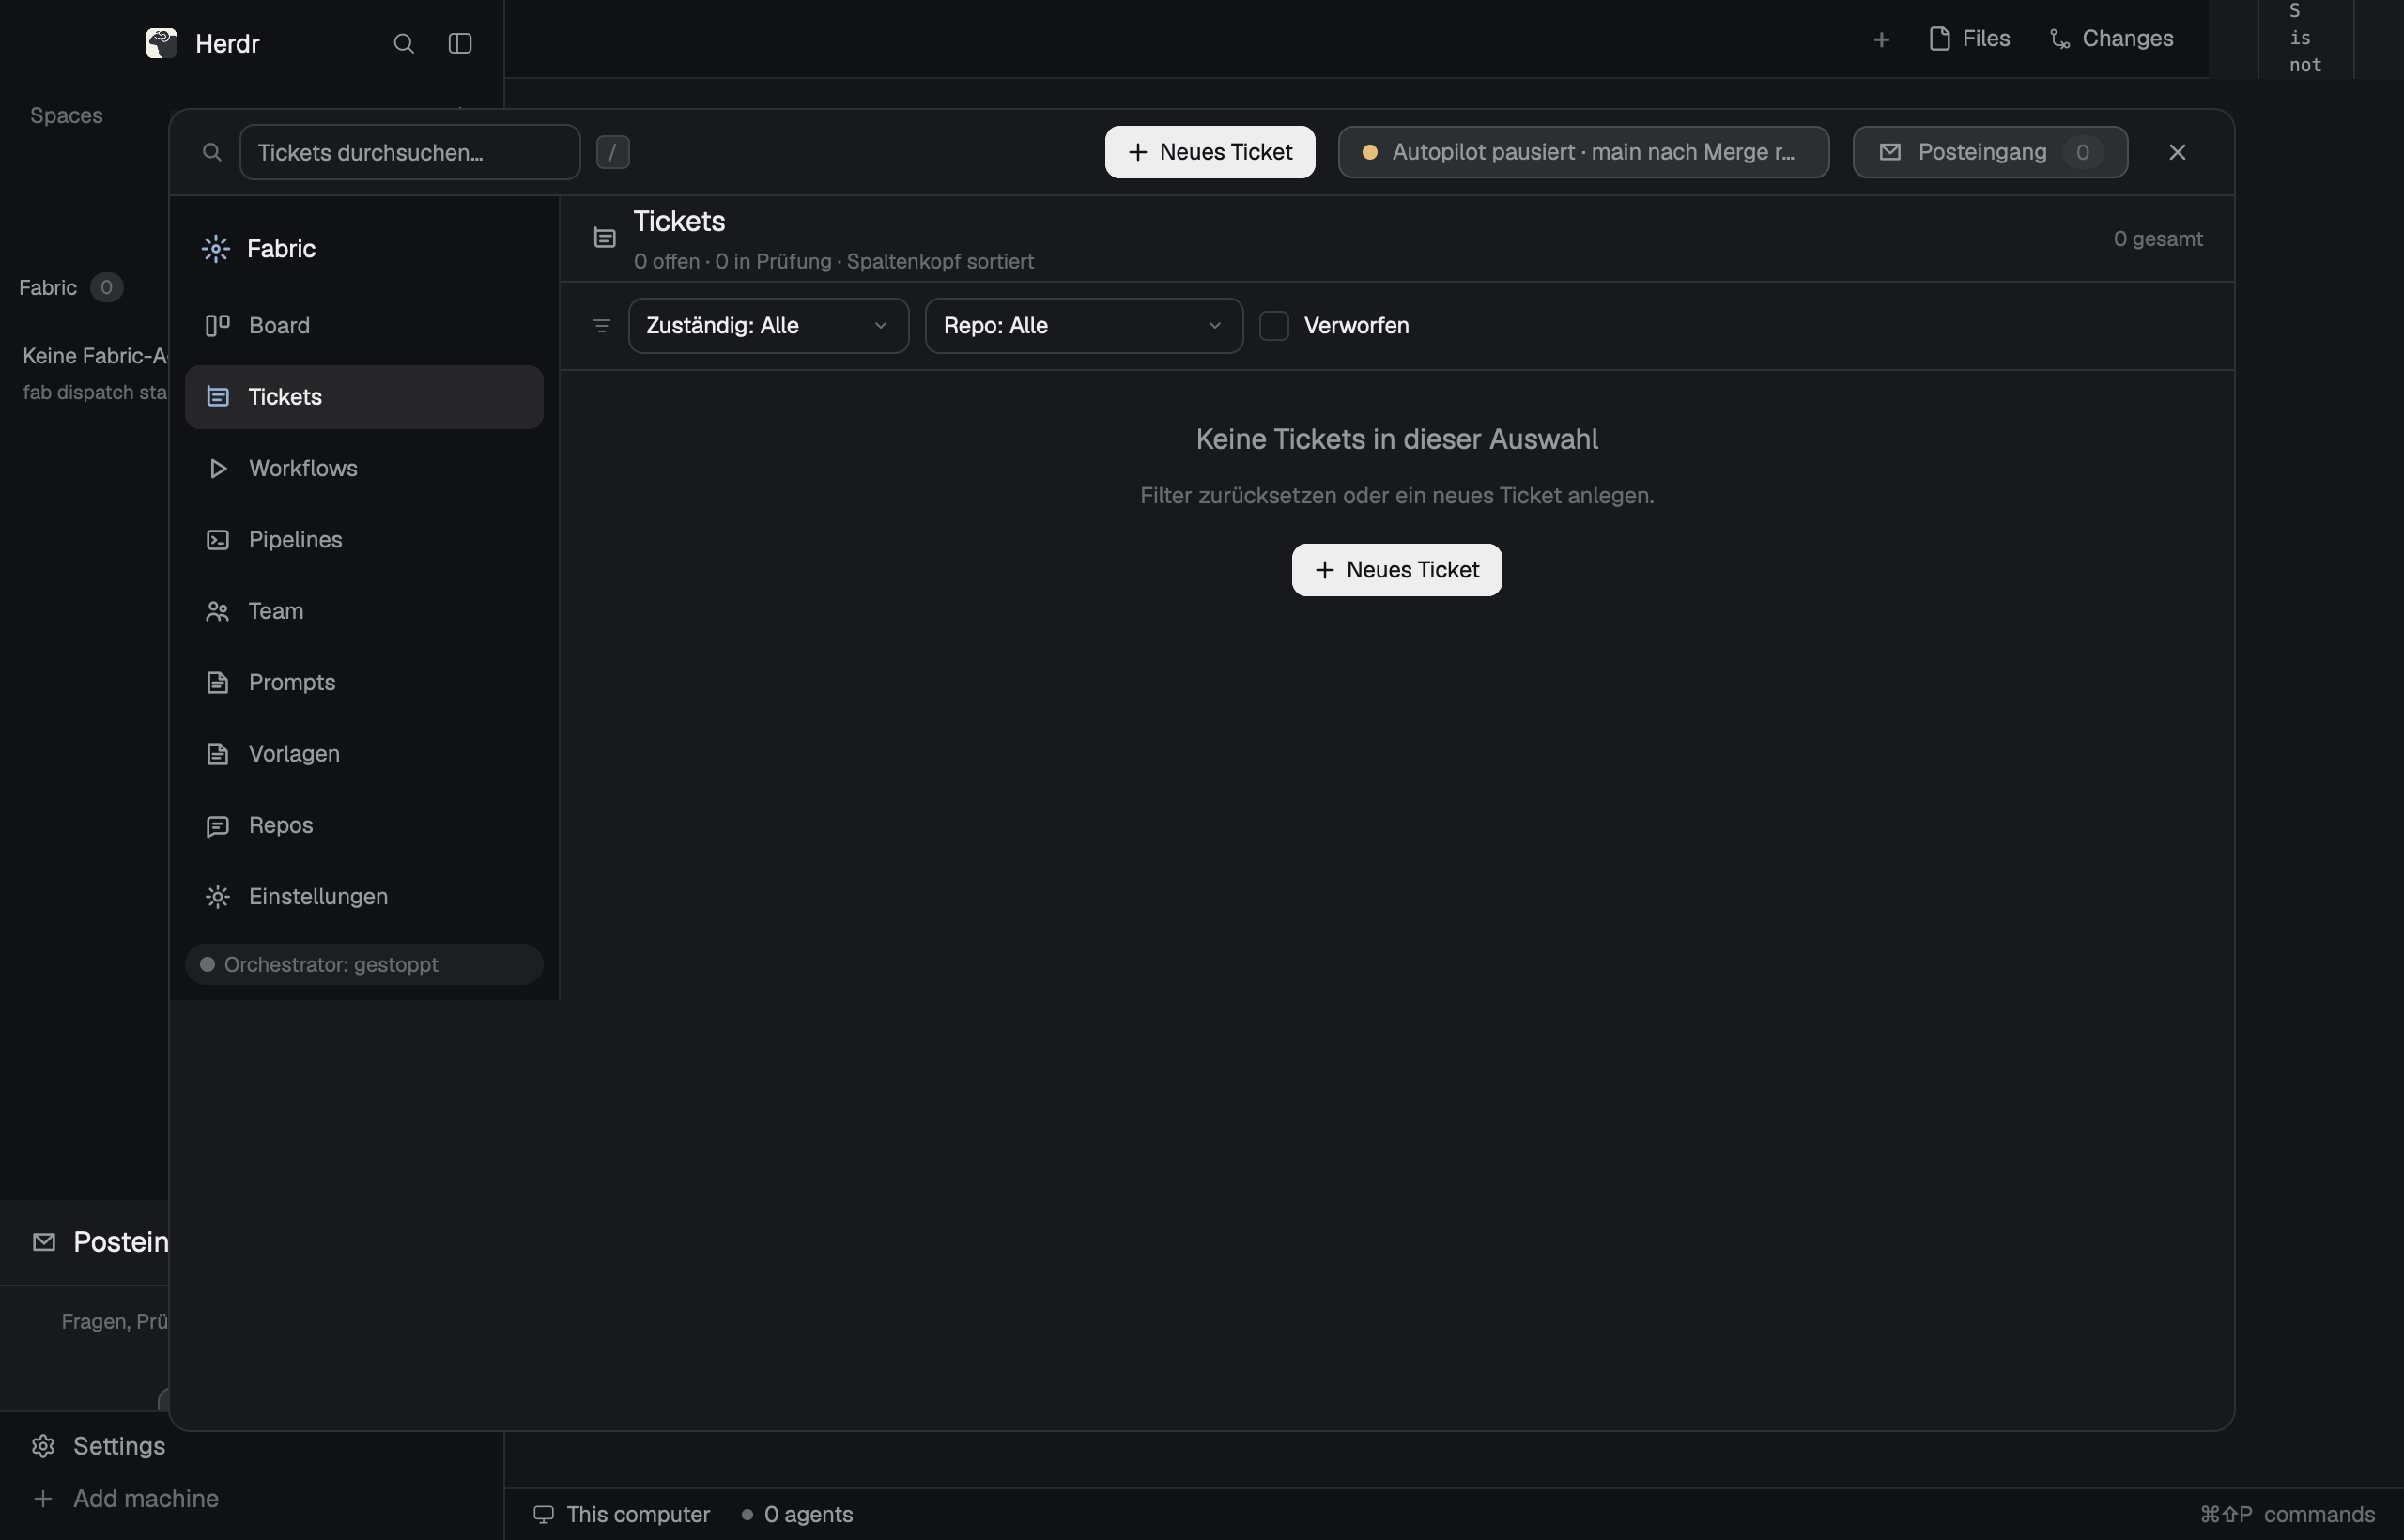 Herdr
Files
Changes
S
is
not
Spaces
Tickets durchsuchen...
/
Neues Ticket
Autopilot pausiert · main nach Merge r...
Posteingang 0
Fabric 0
Keine Fabric-A
fab dispatch sta
Fabric
Board
Tickets
Workflows
Pipelines
Team
Prompts
Vorlagen
Repos
Einstellungen
Orchestrator: gestoppt
Tickets
0 offen · 0 in Prüfung · Spaltenkopf sortiert
0 gesamt
Zuständig: Alle
Repo: Alle
Verworfen
Keine Tickets in dieser Auswahl
Filter zurücksetzen oder ein neues Ticket anlegen.
Neues Ticket
Postein
Fragen, Prü
Settings
Add machine
This computer
0 agents
⌘⇧P commands